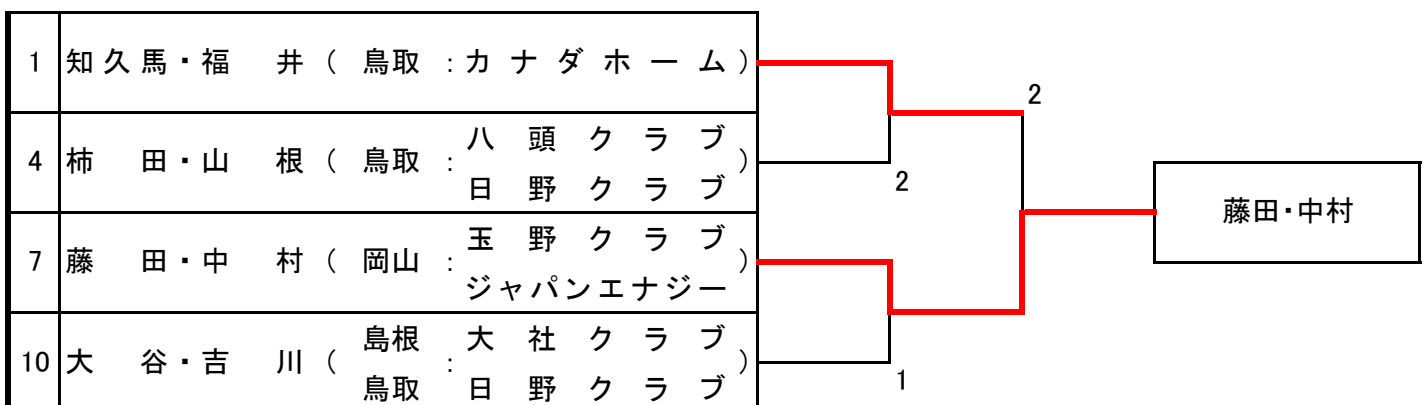 1 知久馬・福 井 ( 鳥取 : カナダホーム )
2
4 柿 田・山 根 ( 鳥取 : 八頭クラブ
日野クラブ )
2
藤田・中村
7 藤 田・中 村 ( 岡山 : 玉野クラブ
ジャパンエナジー )
10 大 谷・吉 川 ( 島根 : 大社クラブ
鳥取 日野クラブ )
1